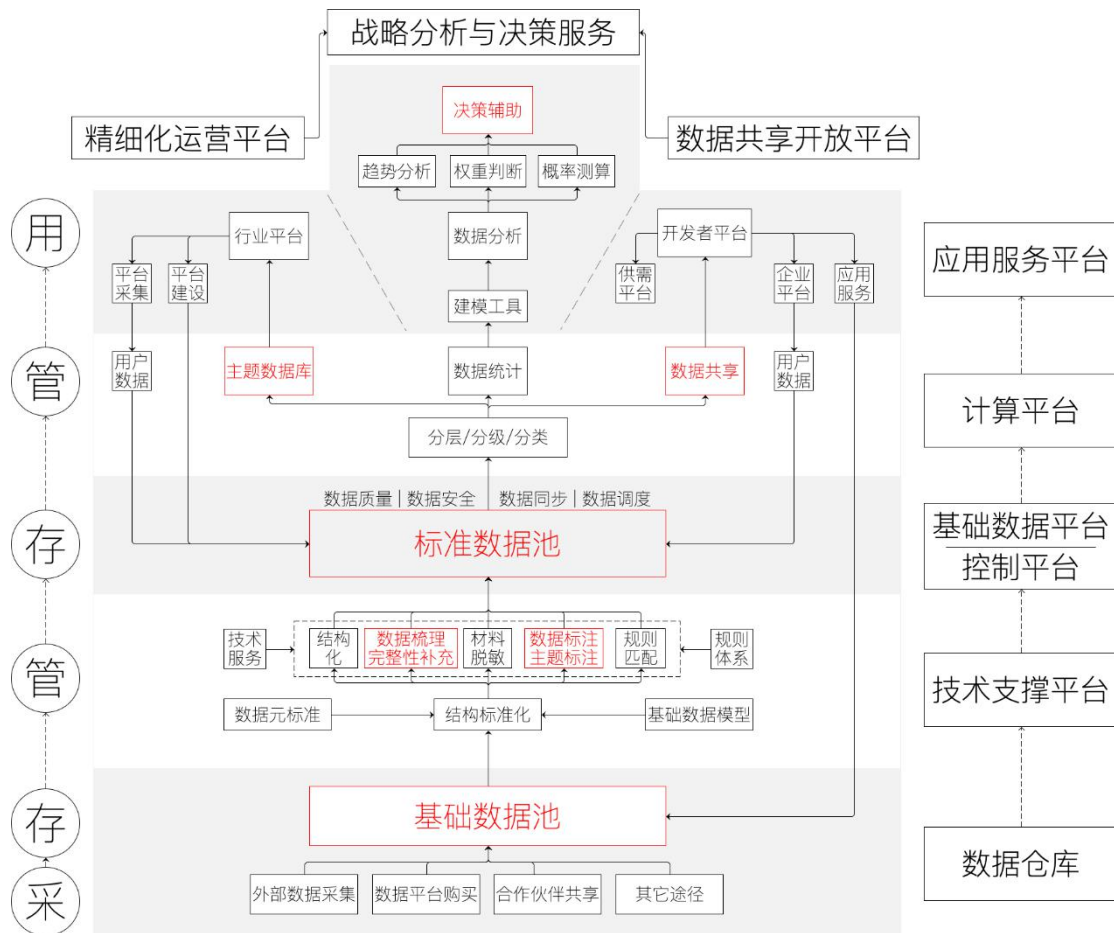 战略分析与决策服务
精细化运营平台
决策辅助
数据共享开放平台
趋势分析
权重判断
概率测算
用
行业平台
数据分析
开发者平台
应用服务平台
平台
采集
平台
建设
供需
平台
企业
平台
应用
服务
建模工具
管
用户
数据
主题数据库
数据统计
数据共享
用户
数据
计算平台
分层/分级/分类
数据质量|数据安全
数据同步|数据调度
存
标准数据池
基础数据平台
控制平台
管
技术
服务
结构
化
数据梳理
完整性补充
材料
脱敏
数据标注
主题标注
规则
匹配
规则
体系
技术支撑平台
数据元标准
结构标准化
基础数据模型
存
基础数据池
数据仓库
采
外部数据采集
数据平台购买
合作伙伴共享
其它途径